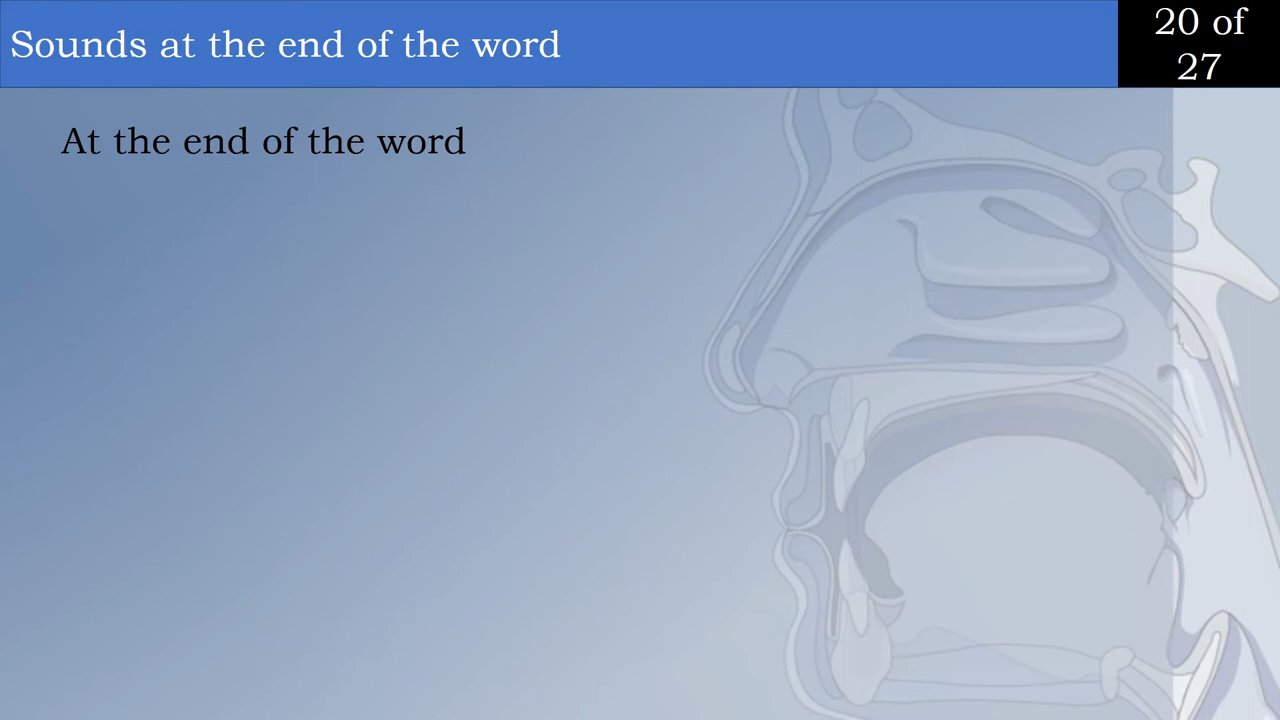 Sounds at the end of the word
20 of
27
At the end of the word